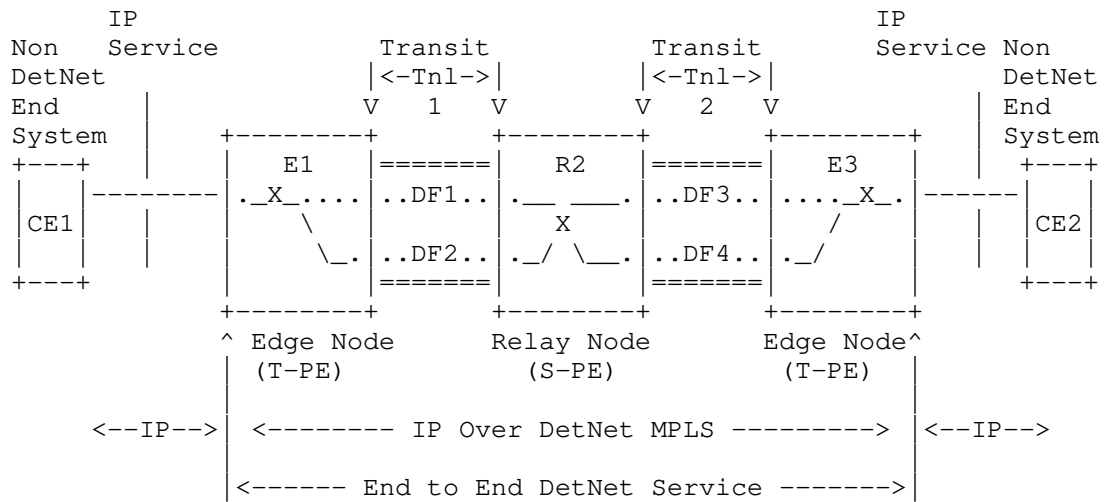 IP                                                  IP
Non      Service            Transit          Transit         Service Non
DetNet                     |<-Tnl->|        |<-Tnl->|                DetNet
End             |          V   1   V        V   2   V             |  End
System          |    +--------+       +--------+       +--------+ |  System
+---+           |    |   E1   |=======|   R2   |=======|   E3   | |  +---+
|   |----------------|._X_....|..DF1..|.__ ___.|..DF3..|...._X_.|------|   |
|CE1|           |    |    \   |       |   X    |       |   /    | |  |CE2|
|   |           |    |     \_.|..DF2..|._/ \__.|..DF4..|._/     | |  |   |
+---+                |        |=======|        |=======|        |    +---+
                     +--------+       +--------+       +--------+
                     ^ Edge Node      Relay Node        Edge Node^
                     |  (T-PE)          (S-PE)          (T-PE)  |
                     |                                          |
             <--IP-->| <-------- IP Over DetNet MPLS ---------> |<--IP-->
                     |                                          |
                     |<------ End to End DetNet Service ------->|